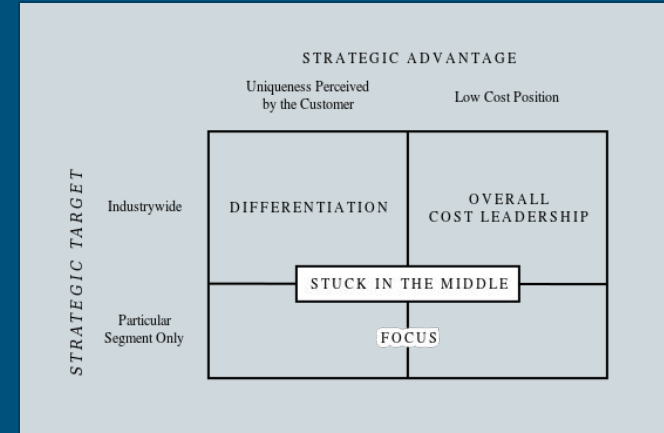 STRATEGIC ADVANTAGE
Uniqueness Perceived
by the Customer
Low Cost Position
STRATEGIC TARGET
Industrywide
DIFFERENTIATION
OVERALL
COST LEADERSHIP
STUCK IN THE MIDDLE
Particular
Segment Only
FOCUS